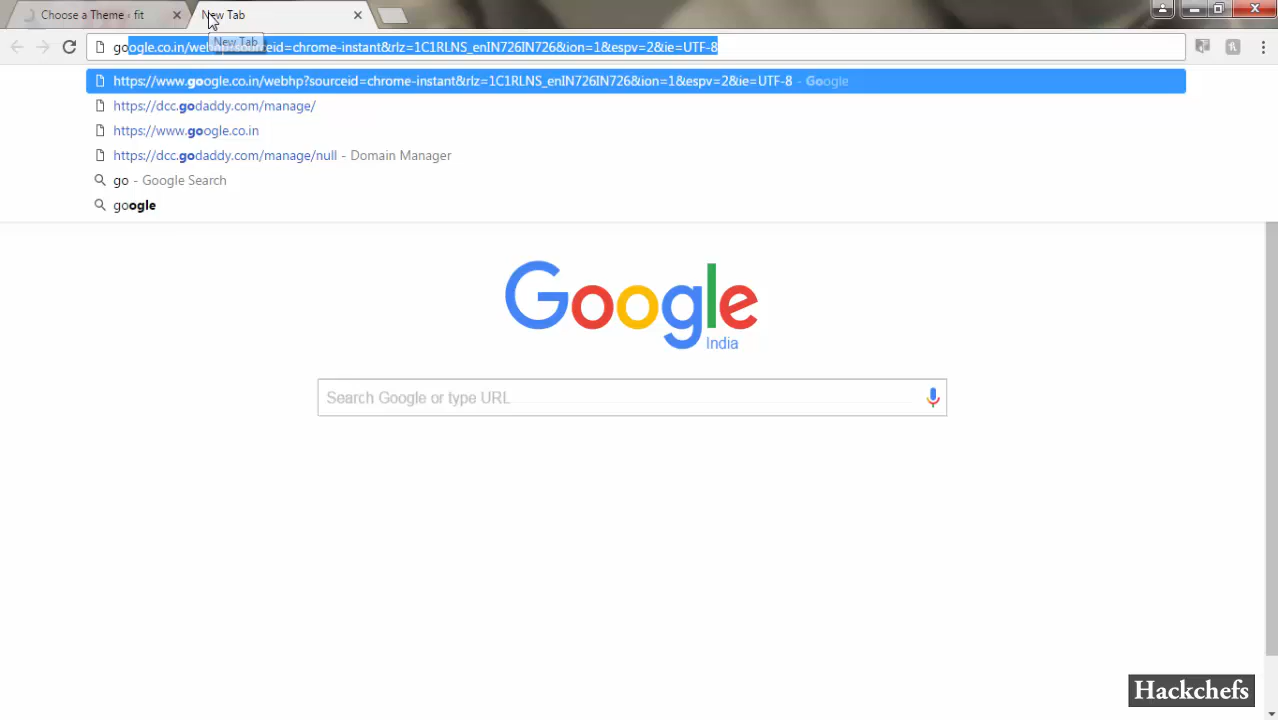 Choose a Theme ‹ fit
New Tab
google.co.in/webhp?sourceid=chrome-instant&rlz=1C1RLNS_enIN726IN726&ion=1&espv=2&ie=UTF-8
New Tab
https://www.google.co.in/webhp?sourceid=chrome-instant&rlz=1C1RLNS_enIN726IN726&ion=1&espv=2&ie=UTF-8 - Google
https://dcc.godaddy.com/manage/
https://www.google.co.in
https://dcc.godaddy.com/manage/null - Domain Manager
go - Google Search
google
Google
India
Search Google or type URL
Hackchefs